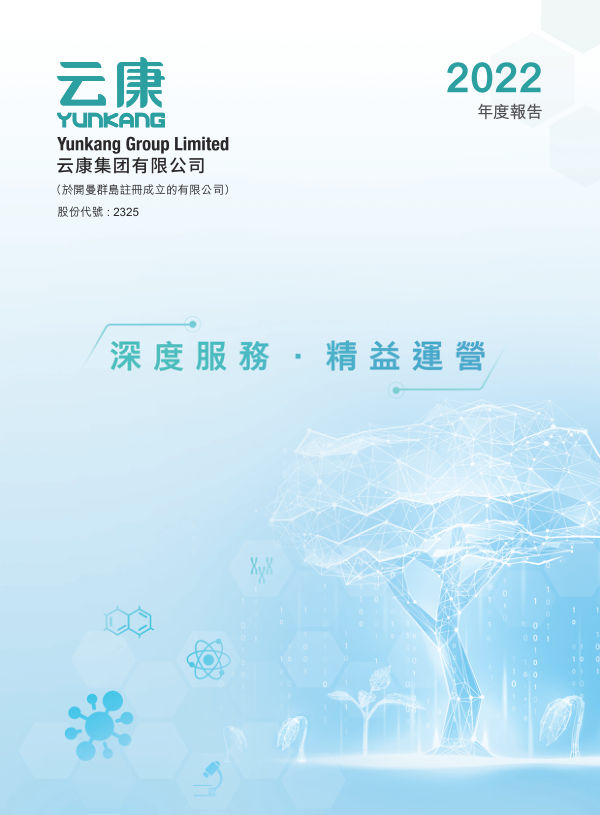 云康
YUNKANG
Yunkang Group Limited
云康集团有限公司
（於開曼群島註冊成立的有限公司）
股份代號 : 2325
2022
年度報告
深度服務 · 精益運營